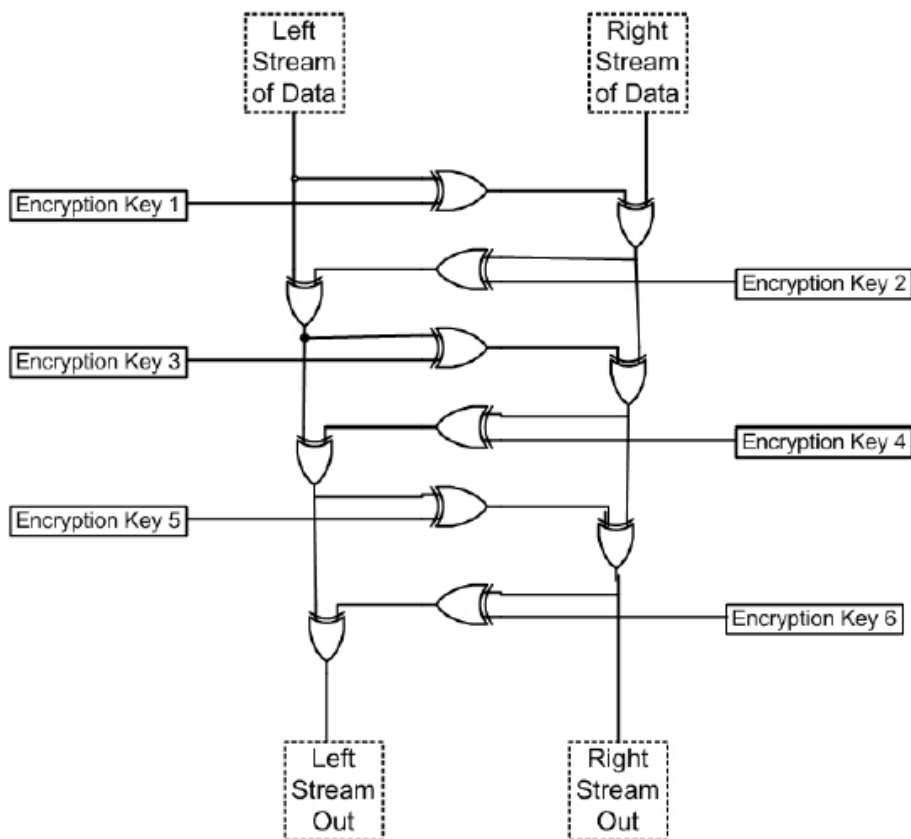 Left
Stream
of Data
Right
Stream
of Data
Encryption Key 1
Encryption Key 2
Encryption Key 3
Encryption Key 4
Encryption Key 5
Encryption Key 6
Left
Stream
Out
Right
Stream
Out